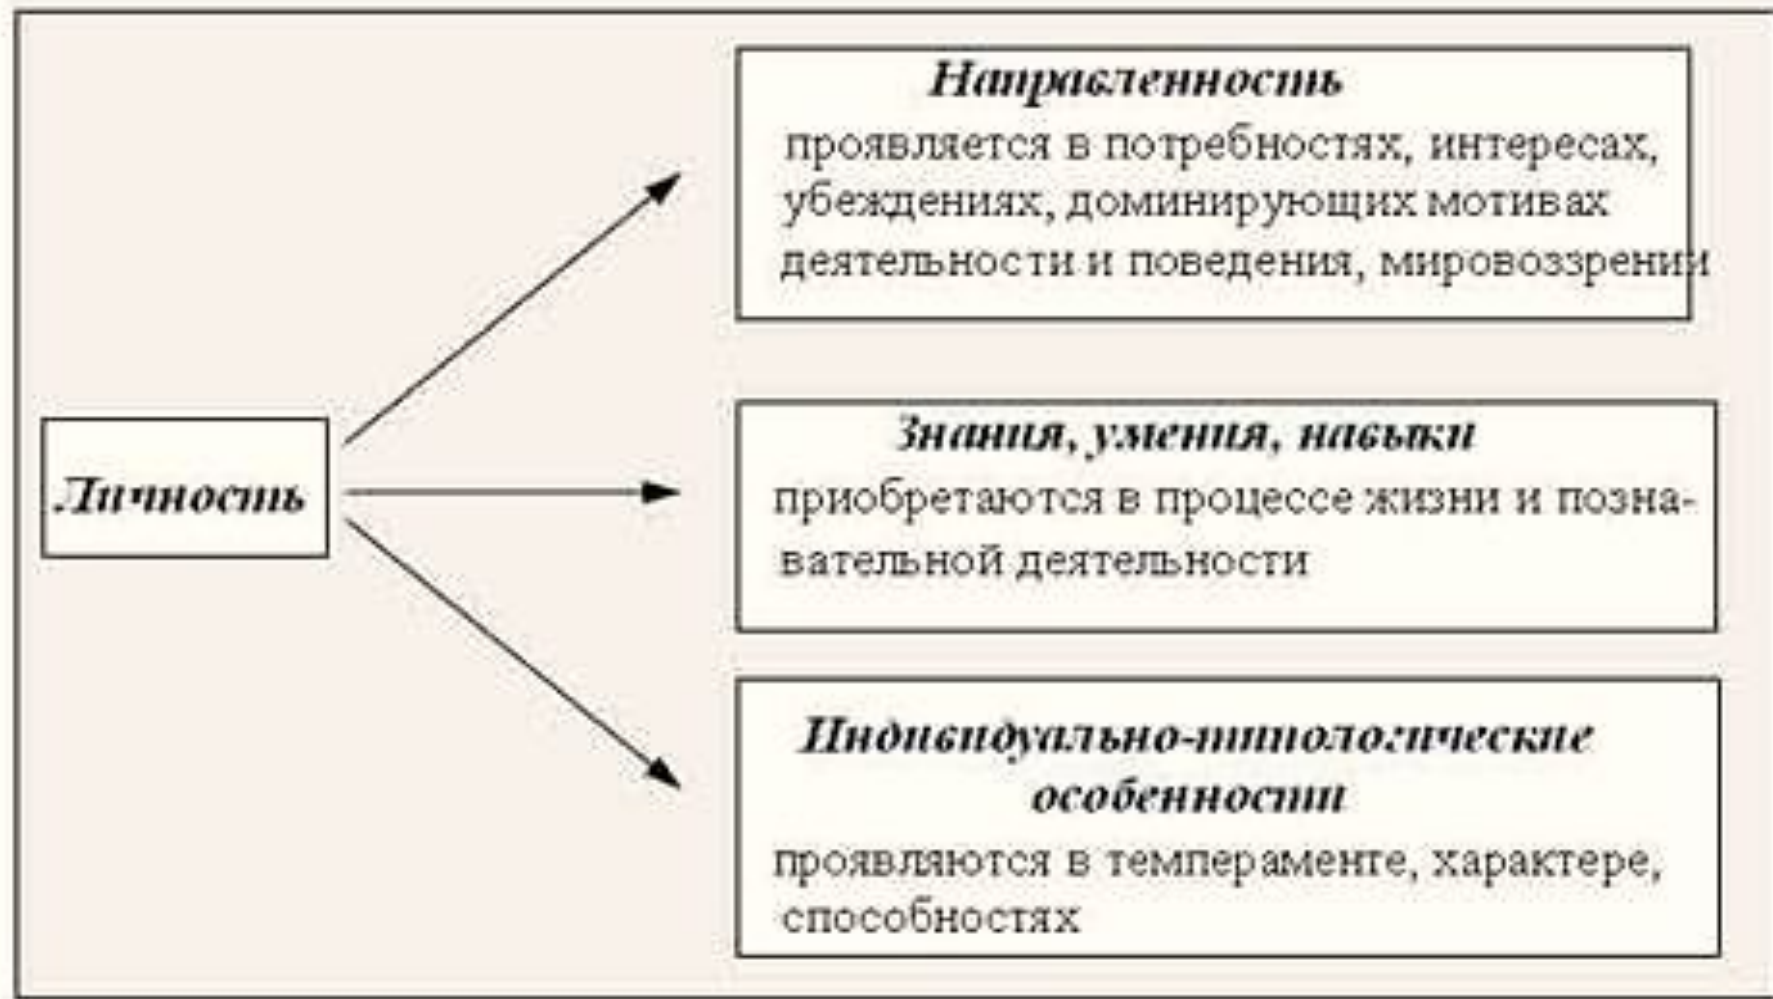 Личность
Направленность
проявляется в потребностях, интересах,
убеждениях, доминирующих мотивах
деятельности и поведения, мировоззрении
Знания, умения, навыки
приобретаются в процессе жизни и позна-
вательной деятельности
Индивидуально-типологические
особенности
проявляются в темпераменте, характере,
способностях